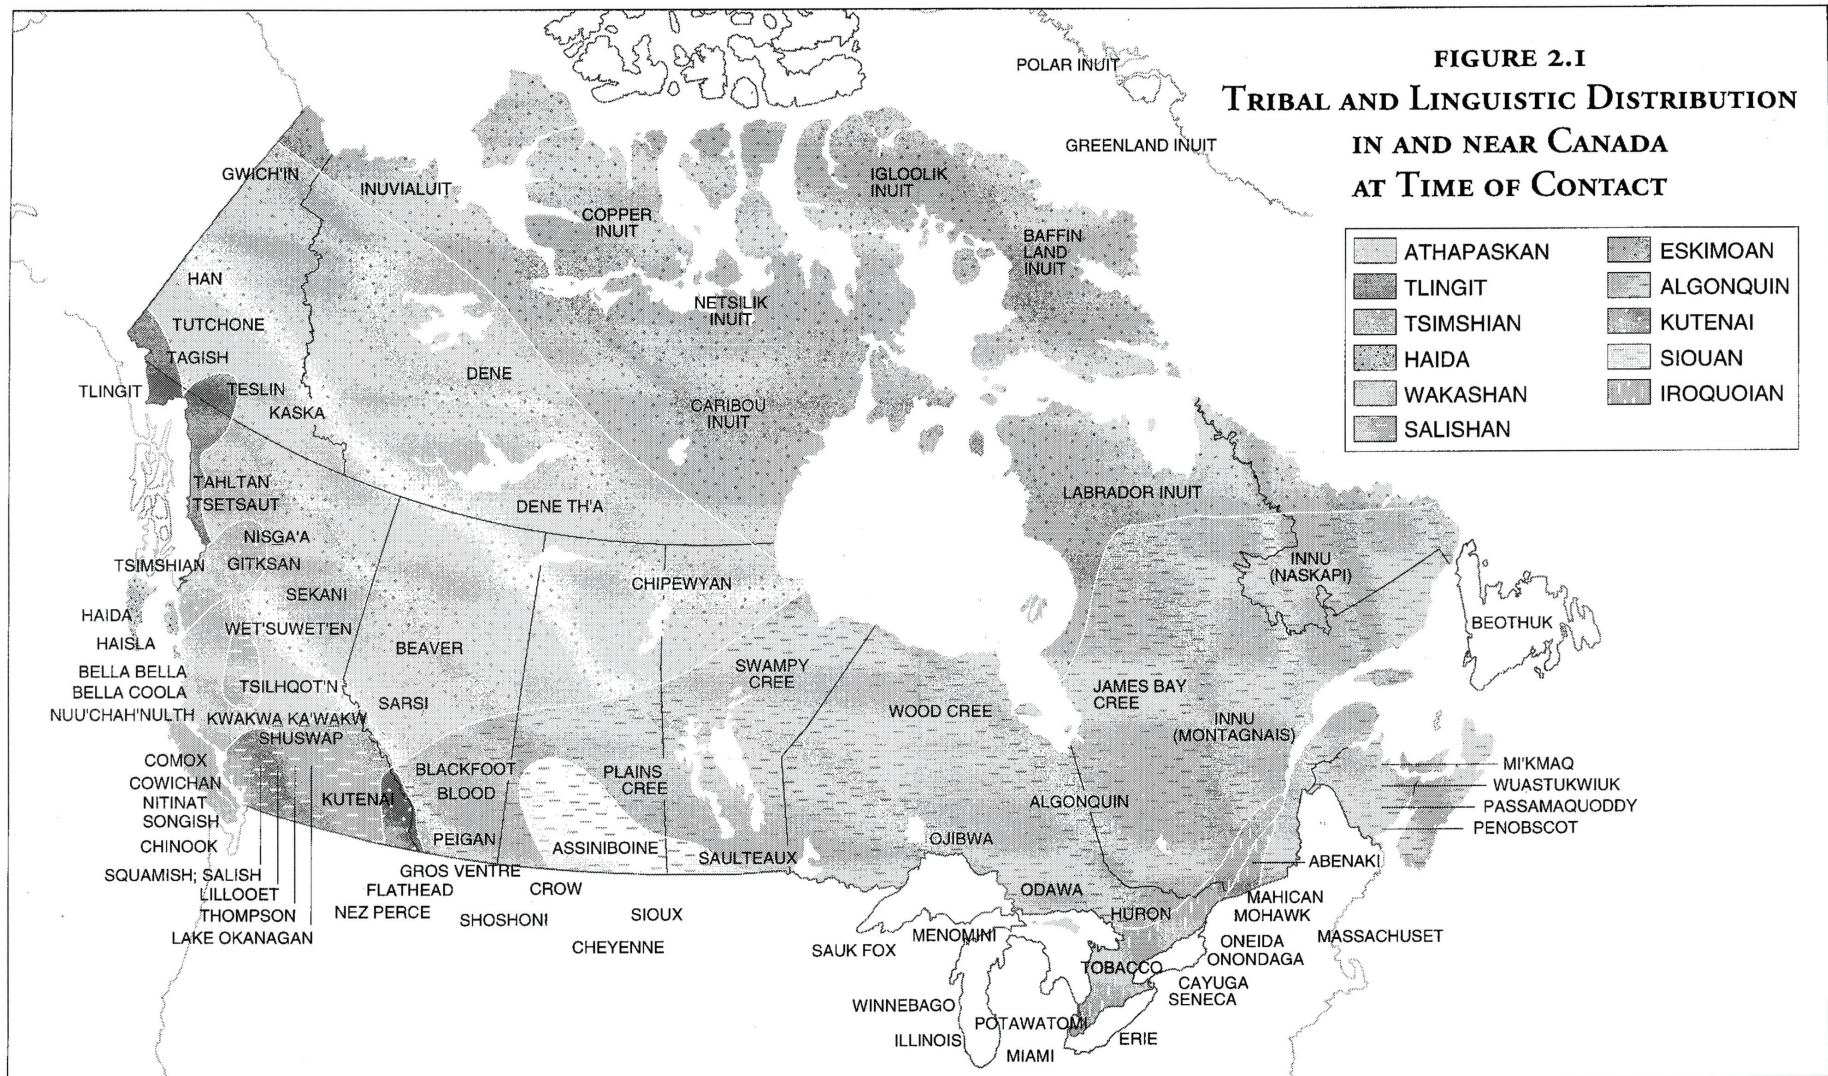 FIGURE 2.1
TRIBAL AND LINGUISTIC DISTRIBUTION
IN AND NEAR CANADA
AT TIME OF CONTACT
ATHAPASKAN
TLINGIT
TSIMSHIAN
HAIDA
WAKASHAN
SALISHAN
ESKIMOAN
ALGONQUIN
KUTENAI
SIOUAN
IROQUOIAN
POLAR INUIT
GREENLAND INUIT
GWICH'IN
INUVIALUIT
IGLOOLIK
INUIT
COPPER
INUIT
BAFFIN
LAND
INUIT
HAN
NETSILIK
INUIT
TUTCHONE
TAGISH
DENE
TLINGIT
TESLIN
KASKA
CARIBOU
INUIT
TAHLTAN
TSETSAUT
DENE TH'A
LABRADOR INUIT
NISGA'A
TSIMSHIAN
GITKSAN
SEKANI
CHIPEWYAN
INNU
(NASKAPI)
HAIDA
WET'SUWET'EN
HAISLA
BEAVER
BEOTHUK
BELLA BELLA
BELLA COOLA
TSILHQOT'N
SARSI
SWAMPY
CREE
JAMES BAY
CREE
NUU'CHAH'NULTH
KWAKWA KA'WAKW
SHUSWAP
WOOD CREE
INNU
(MONTAGNAIS)
COMOX
COWICHAN
NITINAT
SONGISH
CHINOOK
KUTENAI
BLACKFOOT
BLOOD
PEIGAN
PLAINS
CREE
ALGONQUIN
MI'KMAQ
WUASTUKWIUK
PASSAMAQUODDY
PENOBSCOT
ASSINIBOINE
SAULTEAUX
OJIBWA
ABENAKI
SQUAMISH; SALISH
LILLOOET
THOMPSON
LAKE OKANAGAN
GROS VENTRE
FLATHEAD
NEZ PERCE
CROW
SHOSHONI
SIOUX
CHEYENNE
ODAWA
HURON
MAHICAN
MOHAWK
MASSACHUSET
SAUK FOX
MENOMINI
ONEIDA
ONONDAGA
TOBACCO
CAYUGA
SENECA
WINNEBAGO
POTAWATOMI
ILLINOIS
MIAMI
ERIE